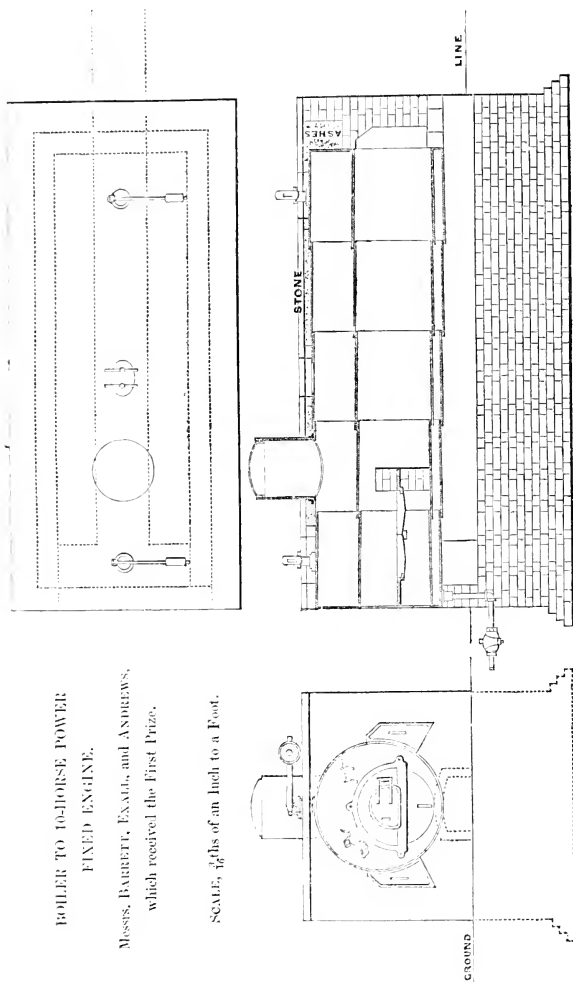 BOILER TO 10-HORSE POWER
FIXED ENGINE.
Messrs. BARRETT, EXALL, and ANDREWS,
which received the First Prize.
SCALE, 3/16ths of an Inch to a Foot.
STONE
ASHES
GROUND
LINE